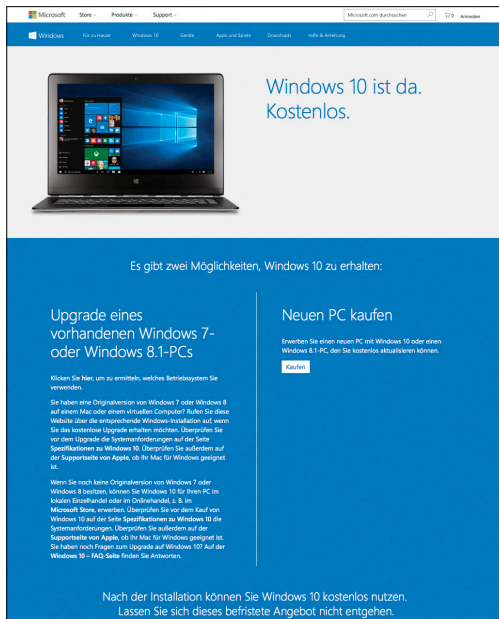 Microsoft Store Produkte Support Microsoft.com durchsuchen 0 Anmelden
Windows Für zu Hause Windows 10 Geräte Apps und Spiele Downloads Hilfe & Anleitung
Windows 10 ist da.
Kostenlos.
Es gibt zwei Möglichkeiten, Windows 10 zu erhalten:
Upgrade eines
vorhandenen Windows 7-
oder Windows 8.1-PCs
Klicken Sie hier, um zu ermitteln, welches Betriebssystem Sie
verwenden.
Sie haben eine Originalversion von Windows 7 oder Windows 8
auf einem Mac oder einem virtuellen Computer? Rufen Sie diese
Website über die entsprechende Windows-Installation auf, wenn
Sie das kostenlose Upgrade erhalten möchten. Überprüfen Sie
vor dem Upgrade die Systemanforderungen auf der Seite
Spezifikationen zu Windows 10. Überprüfen Sie außerdem auf
der Supportseite von Apple, ob Ihr Mac für Windows geeignet
ist.
Wenn Sie noch keine Originalversion von Windows 7 oder
Windows 8 besitzen, können Sie Windows 10 für Ihren PC im
lokalen Einzelhandel oder im Onlinehandel, z. B. im
Microsoft Store, erwerben. Überprüfen Sie vor dem Kauf von
Windows 10 auf der Seite Spezifikationen zu Windows 10 die
Systemanforderungen. Überprüfen Sie außerdem auf der
Supportseite von Apple, ob Ihr Mac für Windows geeignet ist.
Sie haben noch Fragen zum Upgrade auf Windows 10? Auf der
Windows 10 – FAQ-Seite finden Sie Antworten.
Neuen PC kaufen
Erwerben Sie einen neuen PC mit Windows 10 oder einen
Windows 8.1-PC, den Sie kostenlos aktualisieren können.
Kaufen
Nach der Installation können Sie Windows 10 kostenlos nutzen.
Lassen Sie sich dieses befristete Angebot nicht entgehen.